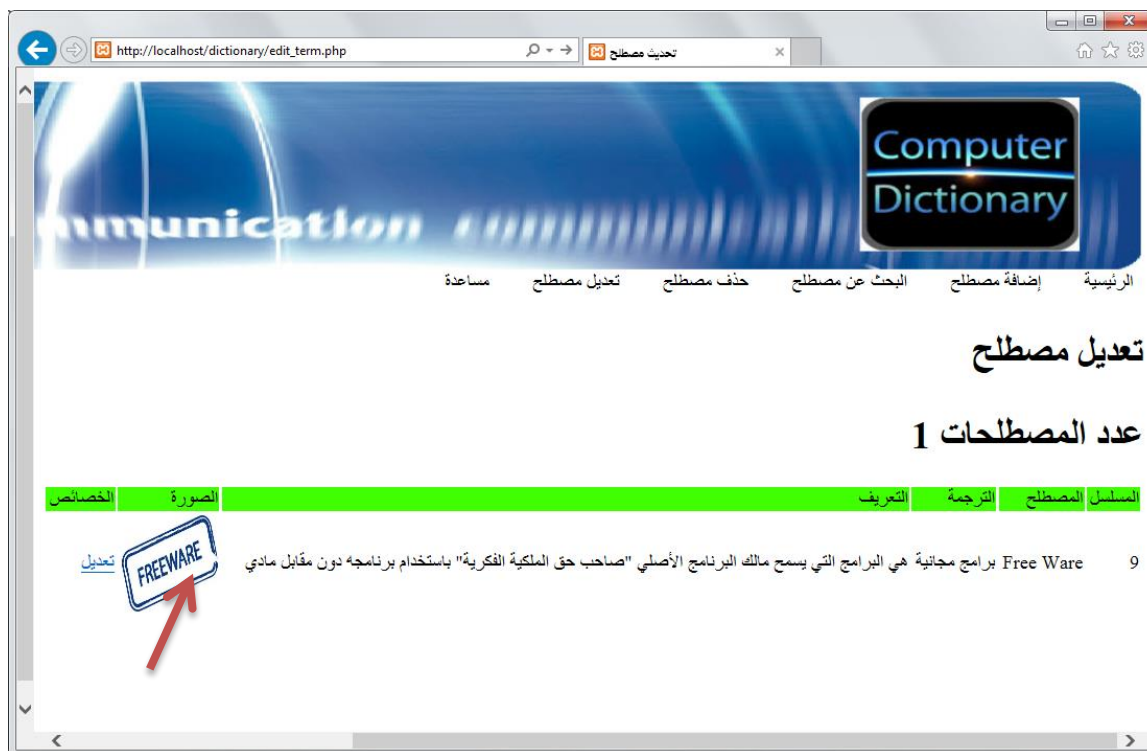 http://localhost/dictionary/edit_term.php
تحديث مصطلح
Computer
Dictionary
mmunication
الرئيسية إضافة مصطلح البحث عن مصطلح حذف مصطلح تعديل مصطلح مساعدة
تعديل مصطلح
عدد المصطلحات 1
المسلسل المصطلح الترجمة التعريف الصورة الخصائص
9 Free Ware برامج مجانية هي البرامج التي يسمح مالك البرنامج الأصلي "صاحب حق الملكية الفكرية" باستخدام برنامجه دون مقابل مادي FREEWARE تعديل